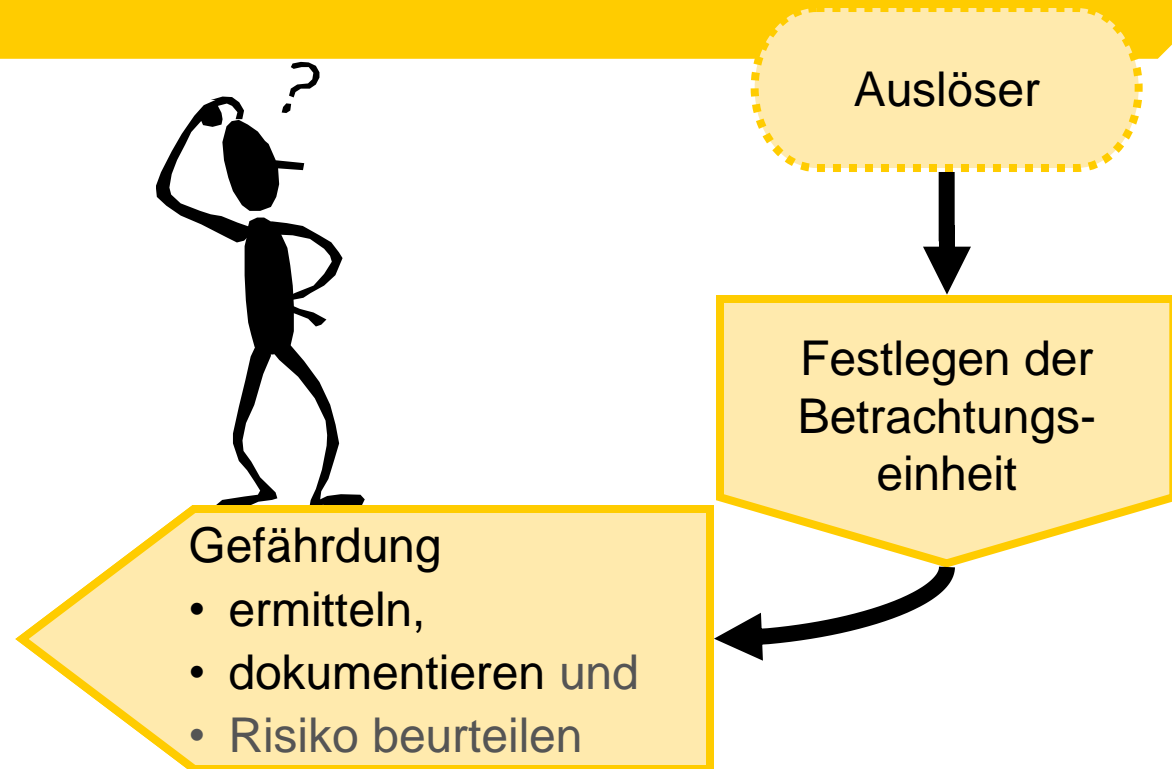 ?
Auslöser
Festlegen der
Betrachtungs-
einheit
Gefährdung
• ermitteln,
• dokumentieren und
• Risiko beurteilen